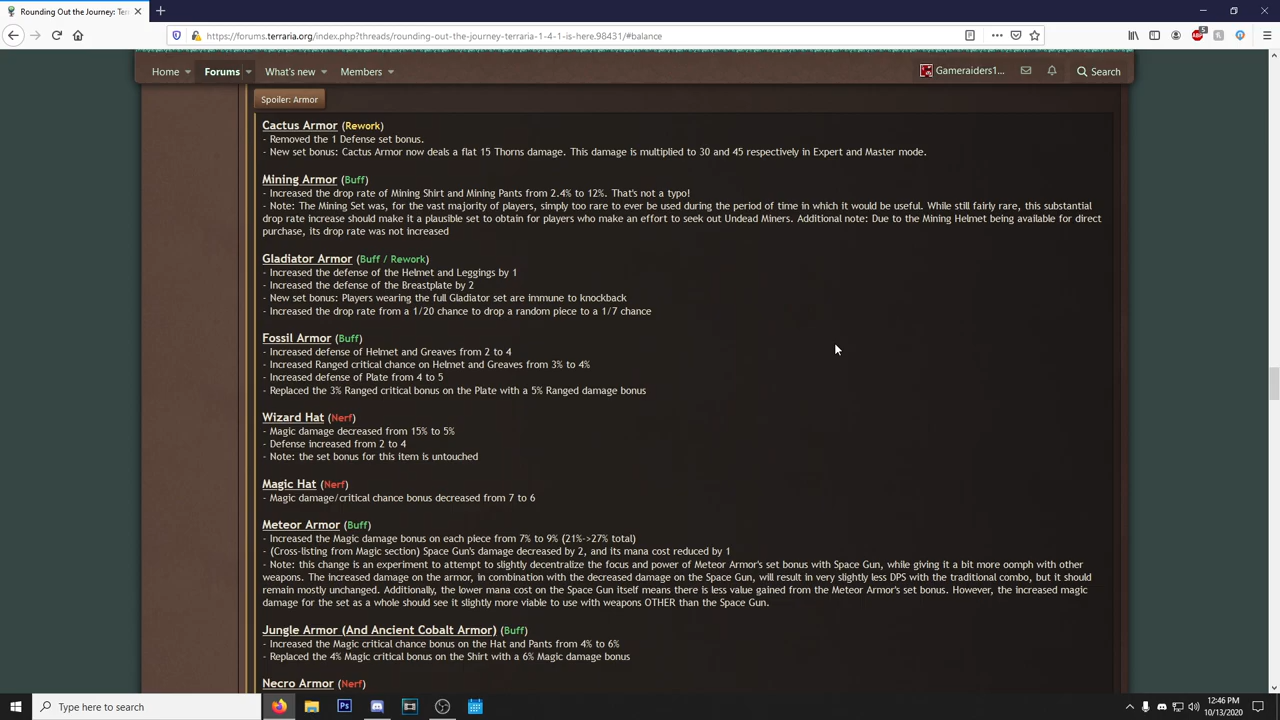 Rounding Out the Journey: Terr
https://forums.terraria.org/index.php?threads/rounding-out-the-journey-terraria-1-4-1-is-here.98431/#balance
Home
Forums
What's new
Members
Gameraiders1...
Search
Spoiler: Armor
Cactus Armor (Rework)
- Removed the 1 Defense set bonus.
- New set bonus: Cactus Armor now deals a flat 15 Thorns damage. This damage is multiplied to 30 and 45 respectively in Expert and Master mode.
Mining Armor (Buff)
- Increased the drop rate of Mining Shirt and Mining Pants from 2.4% to 12%. That's not a typo!
- Note: The Mining Set was, for the vast majority of players, simply too rare to ever be used during the period of time in which it would be useful. While still fairly rare, this substantial
drop rate increase should make it a plausible set to obtain for players who make an effort to seek out Undead Miners. Additional note: Due to the Mining Helmet being available for direct
purchase, its drop rate was not increased
Gladiator Armor (Buff / Rework)
- Increased the defense of the Helmet and Leggings by 1
- Increased the defense of the Breastplate by 2
- New set bonus: Players wearing the full Gladiator set are immune to knockback
- Increased the drop rate from a 1/20 chance to drop a random piece to a 1/7 chance
Fossil Armor (Buff)
- Increased defense of Helmet and Greaves from 2 to 4
- Increased Ranged critical chance on Helmet and Greaves from 3% to 4%
- Increased defense of Plate from 4 to 5
- Replaced the 3% Ranged critical bonus on the Plate with a 5% Ranged damage bonus
Wizard Hat (Nerf)
- Magic damage decreased from 15% to 5%
- Defense increased from 2 to 4
- Note: the set bonus for this item is untouched
Magic Hat (Nerf)
- Magic damage/critical chance bonus decreased from 7 to 6
Meteor Armor (Buff)
- Increased the Magic damage bonus on each piece from 7% to 9% (21%->27% total)
- (Cross-listing from Magic section) Space Gun's damage decreased by 2, and its mana cost reduced by 1
- Note: this change is an experiment to attempt to slightly decentralize the focus and power of Meteor Armor's set bonus with Space Gun, while giving it a bit more oomph with other
weapons. The increased damage on the armor, in combination with the decreased damage on the Space Gun, will result in very slightly less DPS with the traditional combo, but it should
remain mostly unchanged. Additionally, the lower mana cost on the Space Gun itself means there is less value gained from the Meteor Armor's set bonus. However, the increased magic
damage for the set as a whole should see it slightly more viable to use with weapons OTHER than the Space Gun.
Jungle Armor (And Ancient Cobalt Armor) (Buff)
- Increased the Magic critical chance bonus on the Hat and Pants from 4% to 6%
- Replaced the 4% Magic critical bonus on the Shirt with a 6% Magic damage bonus
Necro Armor (Nerf)
Type here to search
Ps
12:46 PM
10/13/2020